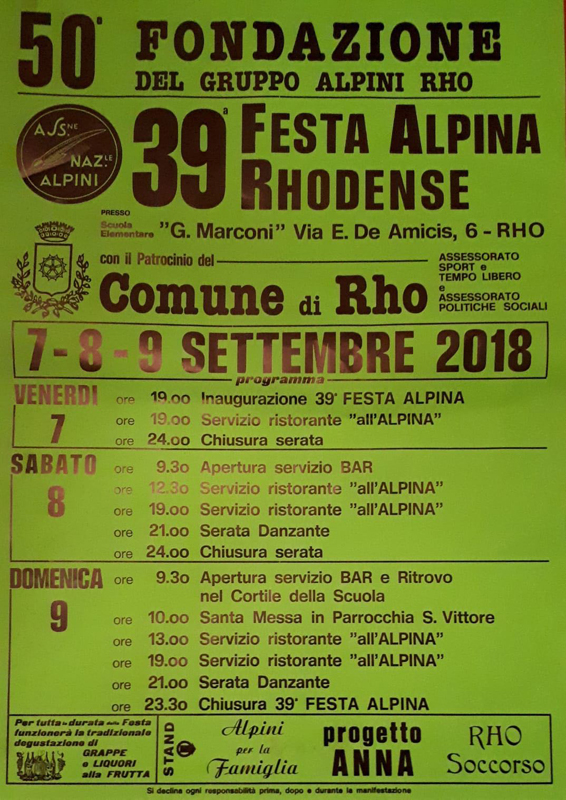 50° FONDAZIONE
DEL GRUPPO ALPINI RHO
ASS.NE
NAZ.LE
ALPINI
39ª FESTA ALPINA
RHODENSE
PRESSO
Scuola
Elementare "G. Marconi" Via E. De Amicis, 6 - RHO
con il Patrocinio del
Comune di Rho
ASSESSORATO
SPORT e
TEMPO LIBERO
e
ASSESSORATO
POLITICHE SOCIALI
7-8-9 SETTEMBRE 2018
programma
VENERDI
7
ore 19.00 Inaugurazione 39ª FESTA ALPINA
ore 19.00 Servizio ristorante "all'ALPINA"
ore 24.00 Chiusura serata
SABATO
8
ore 9.30 Apertura servizio BAR
ore 12.30 Servizio ristorante "all'ALPINA"
ore 19.00 Servizio ristorante "all'ALPINA"
ore 21.00 Serata Danzante
ore 24.00 Chiusura serata
DOMENICA
9
ore 9.30 Apertura servizio BAR e Ritrovo
nel Cortile della Scuola
ore 10.00 Santa Messa in Parrocchia S. Vittore
ore 13.00 Servizio ristorante "all'ALPINA"
ore 19.00 Servizio ristorante "all'ALPINA"
ore 21.00 Serata Danzante
ore 23.30 Chiusura 39ª FESTA ALPINA
Per tutta la durata della Festa
funzionerà la tradizionale
degustazione di
GRAPPE
e LIQUORI
alla FRUTTA
STAND
Alpini
per la
Famiglia
progetto
ANNA
RHO
Soccorso
Si declina ogni responsabilità prima, dopo e durante la manifestazione